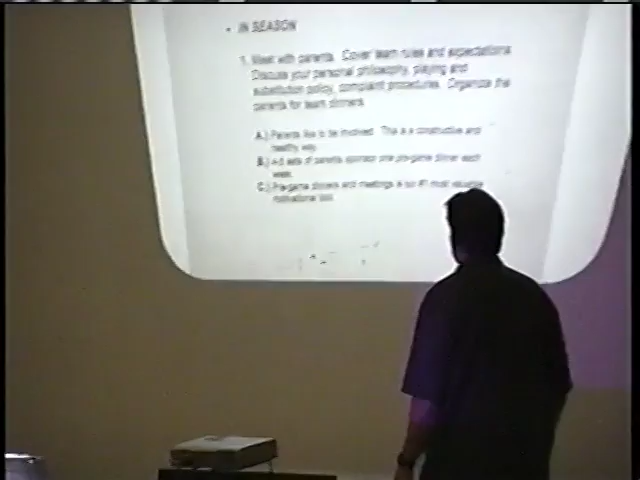 • IN SEASON
1. Meet with parents. Cover team rules and expectations.
Discuss your personal philosophy, playing and
substitution policy, complaint procedures. Organize the
parents for team dinners.
A.) Parents like to be involved. This is a constructive and
healthy way.
B.) 4-5 sets of parents sponsor one pre-game dinner each
week.
C.) Pre-game dinners and meetings is our #1 most valuable
motivational tool.